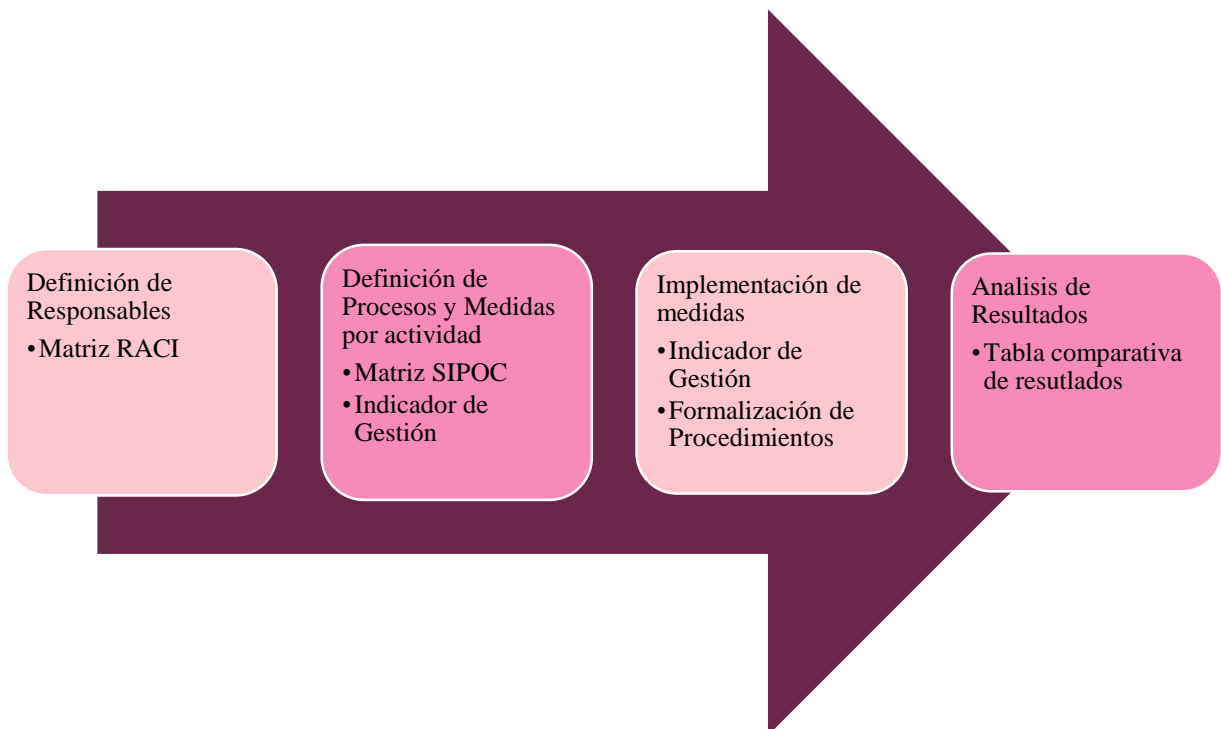 Definición de
Responsables
•Matriz RACI
Definición de
Procesos y Medidas
por actividad
•Matriz SIPOC
•Indicador de
Gestión
Implementación de
medidas
•Indicador de
Gestión
•Formalización de
Procedimientos
Analisis de
Resultados
•Tabla comparativa
de resutlados